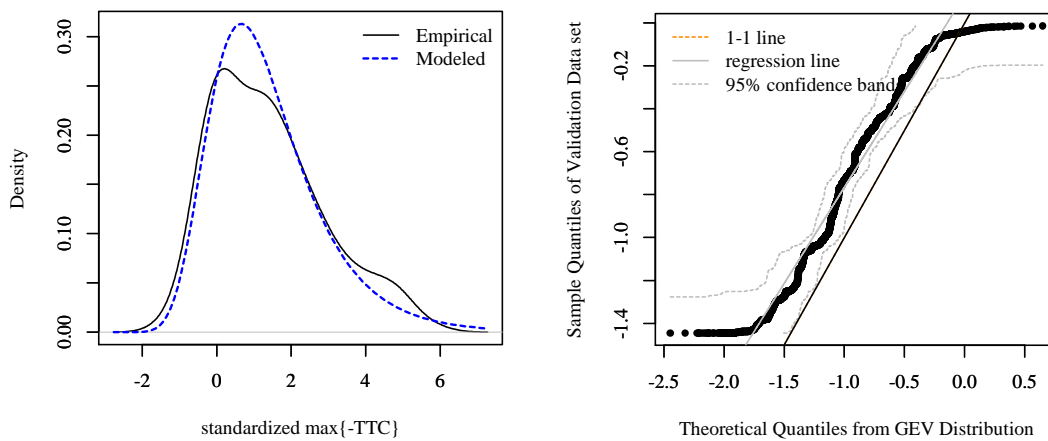 Density
0.00
0.10
0.20
0.30
Empirical
Modeled
-2
0
2
4
6
standardized max{-TTC}
Sample Quantiles of Validation Data set
-1.4
-1.0
-0.6
-0.2
1-1 line
regression line
95% confidence band
-2.5
-1.5
-1.0
-0.5
0.0
0.5
Theoretical Quantiles from GEV Distribution